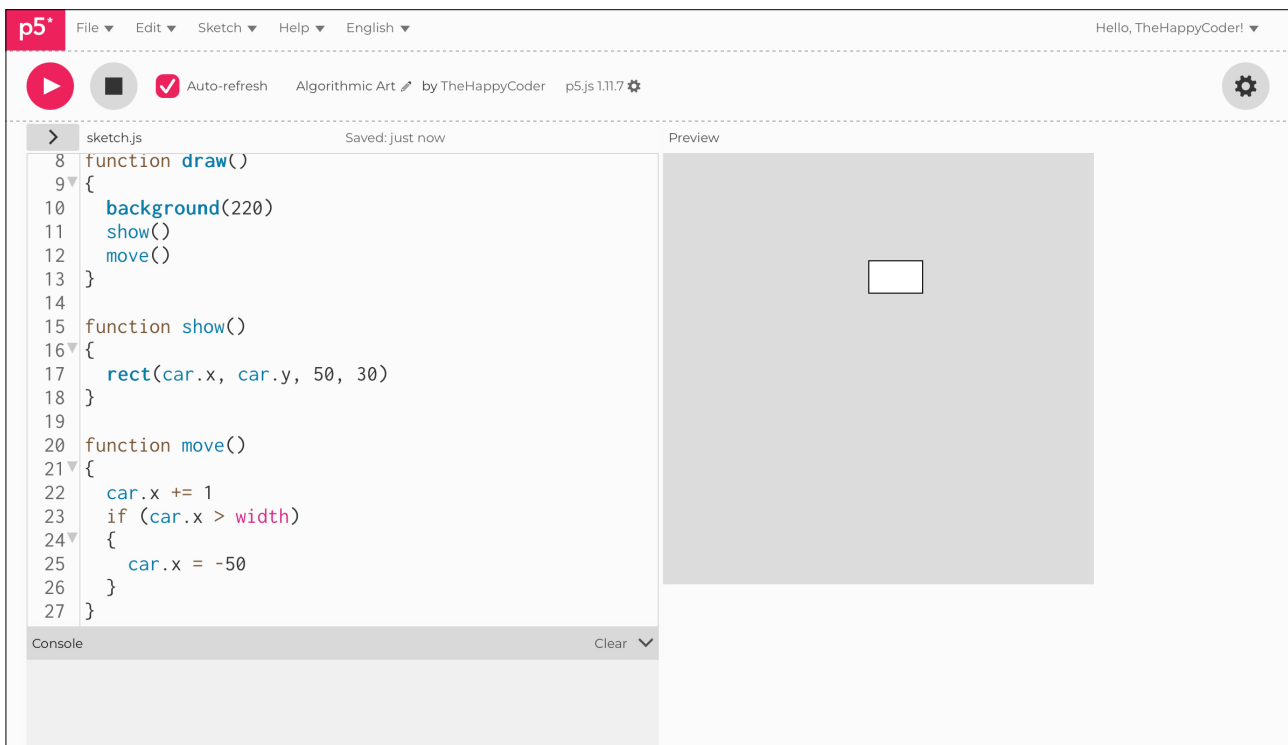 p5* File Edit Sketch Help English Hello, TheHappyCoder!
Auto-refresh Algorithmic Art by TheHappyCoder p5.js 1.11.7
sketch.js Saved: just now Preview
8 function draw()
9 {
10 background(220)
11 show()
12 move()
13 }
14
15 function show()
16 {
17 rect(car.x, car.y, 50, 30)
18 }
19
20 function move()
21 {
22 car.x += 1
23 if (car.x > width)
24 {
25 car.x = -50
26 }
27 }
Console Clear